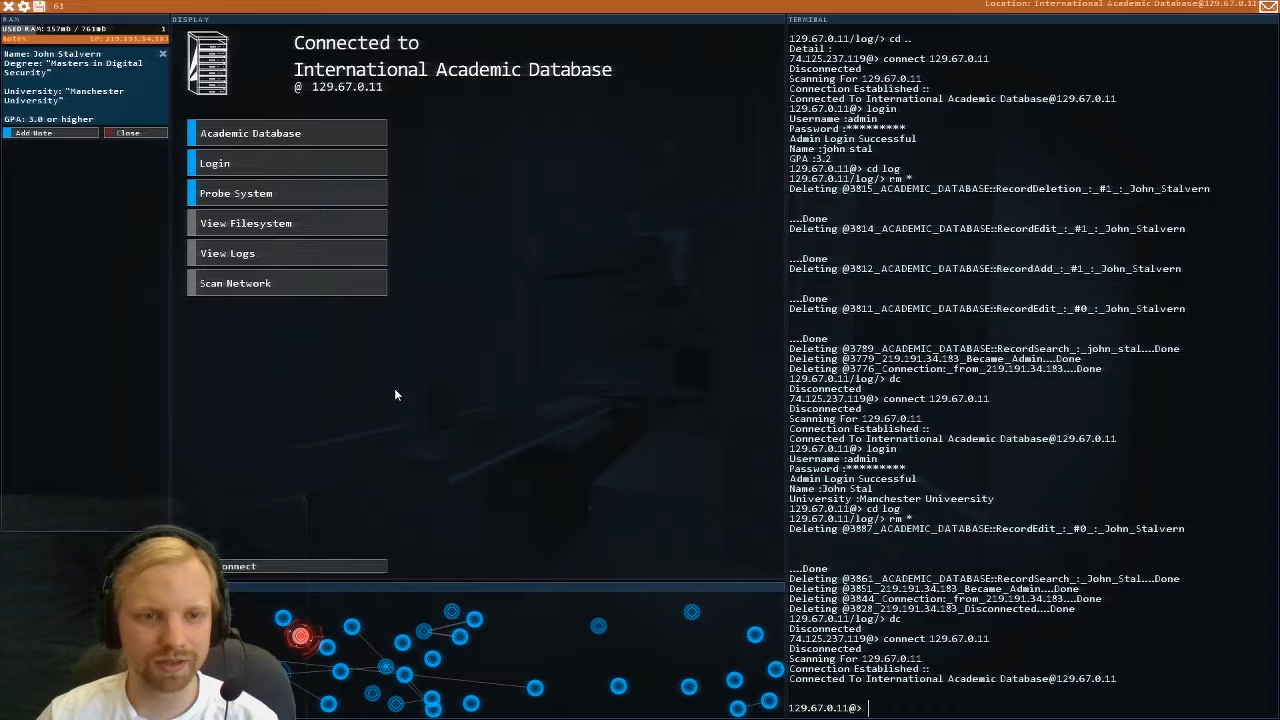 61
Location: International Academic Database@129.67.0.11
RAM
USED RAM: 157mb / 761mb
1
Notes
IP: 219.191.34.183
Name: John Stalvern
Degree: "Masters in Digital
Security"
University: "Manchester
University"
GPA: 3.0 or higher
Add Note
Close
DISPLAY
Connected to
International Academic Database
@ 129.67.0.11
Academic Database
Login
Probe System
View Filesystem
View Logs
Scan Network
onnect
TERMINAL
129.67.0.11/log/> cd ..
Detail :
74.125.237.119@> connect 129.67.0.11
Disconnected
Scanning For 129.67.0.11
Connection Established ::
Connected To International Academic Database@129.67.0.11
129.67.0.11@> login
Username :admin
Password :*********
Admin Login Successful
Name :john stal
GPA :3.2
129.67.0.11@> cd log
129.67.0.11/log/> rm *
Deleting @3815_ACADEMIC_DATABASE::RecordDeletion_:_#1_:_John_Stalvern
....Done
Deleting @3814_ACADEMIC_DATABASE::RecordEdit_:_#1_:_John_Stalvern
....Done
Deleting @3812_ACADEMIC_DATABASE::RecordAdd_:_#1_:_John_Stalvern
....Done
Deleting @3811_ACADEMIC_DATABASE::RecordEdit_:_#0_:_John_Stalvern
....Done
Deleting @3789_ACADEMIC_DATABASE::RecordSearch_:_john_stal....Done
Deleting @3779_219.191.34.183_Became_Admin....Done
Deleting @3776_Connection:_from_219.191.34.183....Done
129.67.0.11/log/> dc
Disconnected
74.125.237.119@> connect 129.67.0.11
Disconnected
Scanning For 129.67.0.11
Connection Established ::
Connected To International Academic Database@129.67.0.11
129.67.0.11@> login
Username :admin
Password :*********
Admin Login Successful
Name :John Stal
University :Manchester Univeersity
129.67.0.11@> cd log
129.67.0.11/log/> rm *
Deleting @3887_ACADEMIC_DATABASE::RecordEdit_:_#0_:_John_Stalvern
....Done
Deleting @3861_ACADEMIC_DATABASE::RecordSearch_:_John_Stal....Done
Deleting @3851_219.191.34.183_Became_Admin....Done
Deleting @3844_Connection:_from_219.191.34.183....Done
Deleting @3828_219.191.34.183_Disconnected....Done
129.67.0.11/log/> dc
Disconnected
74.125.237.119@> connect 129.67.0.11
Disconnected
Scanning For 129.67.0.11
Connection Established ::
Connected To International Academic Database@129.67.0.11
129.67.0.11@>